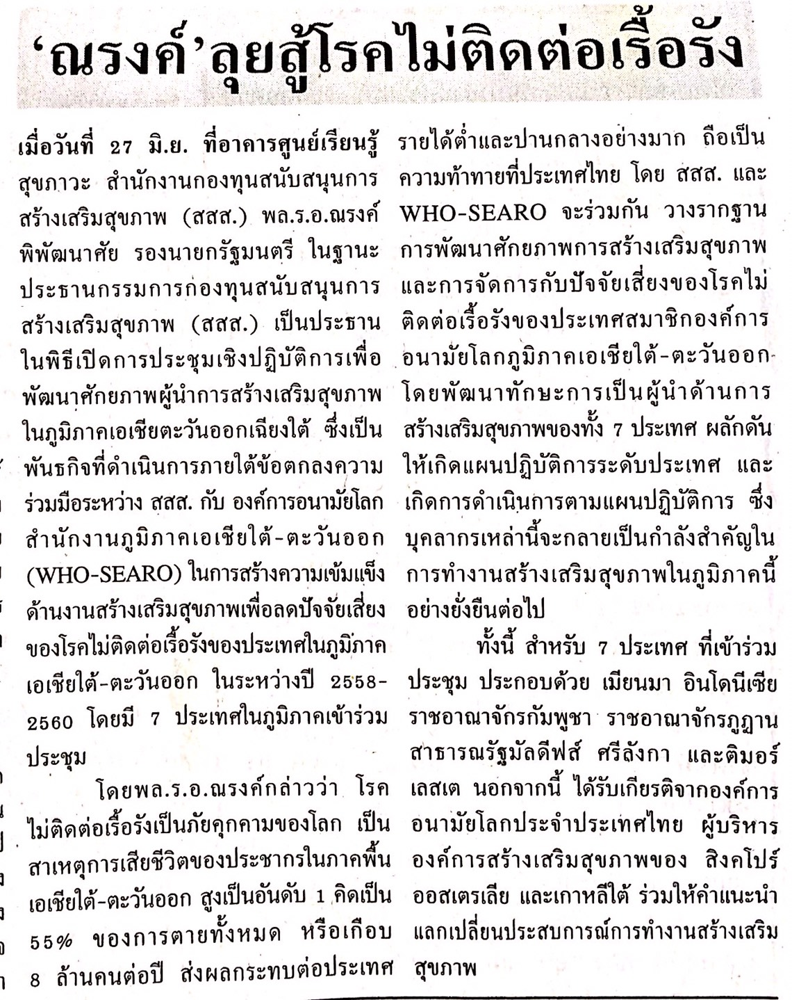 ‘ณรงค์’ลุยสู้โรคไม่ติดต่อเรื้อรัง
เมื่อวันที่ 27 มิ.ย. ที่อาคารศูนย์เรียนรู้
สุขภาวะ สำนักงานกองทุนสนับสนุนการ
สร้างเสริมสุขภาพ (สสส.) พล.ร.อ.ณรงค์
พิพัฒนาศัย รองนายกรัฐมนตรี ในฐานะ
ประธานกรรมการกองทุนสนับสนุนการ
สร้างเสริมสุขภาพ (สสส.) เป็นประธาน
ในพิธีเปิดการประชุมเชิงปฏิบัติการเพื่อ
พัฒนาศักยภาพผู้นำการสร้างเสริมสุขภาพ
ในภูมิภาคเอเชียตะวันออกเฉียงใต้ ซึ่งเป็น
พันธกิจที่ดำเนินการภายใต้ข้อตกลงความ
ร่วมมือระหว่าง สสส. กับ องค์การอนามัยโลก
สำนักงานภูมิภาคเอเชียใต้-ตะวันออก
(WHO-SEARO) ในการสร้างความเข้มแข็ง
ด้านงานสร้างเสริมสุขภาพเพื่อลดปัจจัยเสี่ยง
ของโรคไม่ติดต่อเรื้อรังของประเทศในภูมิภาค
เอเชียใต้-ตะวันออก ในระหว่างปี 2558-
2560 โดยมี 7 ประเทศในภูมิภาคเข้าร่วม
ประชุม
โดยพล.ร.อ.ณรงค์กล่าวว่า โรค
ไม่ติดต่อเรื้อรังเป็นภัยคุกคามของโลก เป็น
สาเหตุการเสียชีวิตของประชากรในภาคพื้น
เอเชียใต้-ตะวันออก สูงเป็นอันดับ 1 คิดเป็น
55% ของการตายทั้งหมด หรือเกือบ
8 ล้านคนต่อปี ส่งผลกระทบต่อประเทศ
รายได้ต่ำและปานกลางอย่างมาก ถือเป็น
ความท้าทายที่ประเทศไทย โดย สสส. และ
WHO-SEARO จะร่วมกัน วางรากฐาน
การพัฒนาศักยภาพการสร้างเสริมสุขภาพ
และการจัดการกับปัจจัยเสี่ยงของโรคไม่
ติดต่อเรื้อรังของประเทศสมาชิกองค์การ
อนามัยโลกภูมิภาคเอเชียใต้-ตะวันออก
โดยพัฒนาทักษะการเป็นผู้นำด้านการ
สร้างเสริมสุขภาพของทั้ง 7 ประเทศ ผลักดัน
ให้เกิดแผนปฏิบัติการระดับประเทศ และ
เกิดการดำเนินการตามแผนปฏิบัติการ ซึ่ง
บุคลากรเหล่านี้จะกลายเป็นกำลังสำคัญใน
การทำงานสร้างเสริมสุขภาพในภูมิภาคนี้
อย่างยั่งยืนต่อไป
ทั้งนี้ สำหรับ 7 ประเทศ ที่เข้าร่วม
ประชุม ประกอบด้วย เมียนมา อินโดนีเซีย
ราชอาณาจักรกัมพูชา ราชอาณาจักรภูฏาน
สาธารณรัฐมัลดีฟส์ ศรีลังกา และติมอร์
เลสเต นอกจากนี้ ได้รับเกียรติจากองค์การ
อนามัยโลกประจำประเทศไทย ผู้บริหาร
องค์การสร้างเสริมสุขภาพของ สิงคโปร์
ออสเตรเลีย และเกาหลีใต้ ร่วมให้คำแนะนำ
แลกเปลี่ยนประสบการณ์การทำงานสร้างเสริม
สุขภาพ